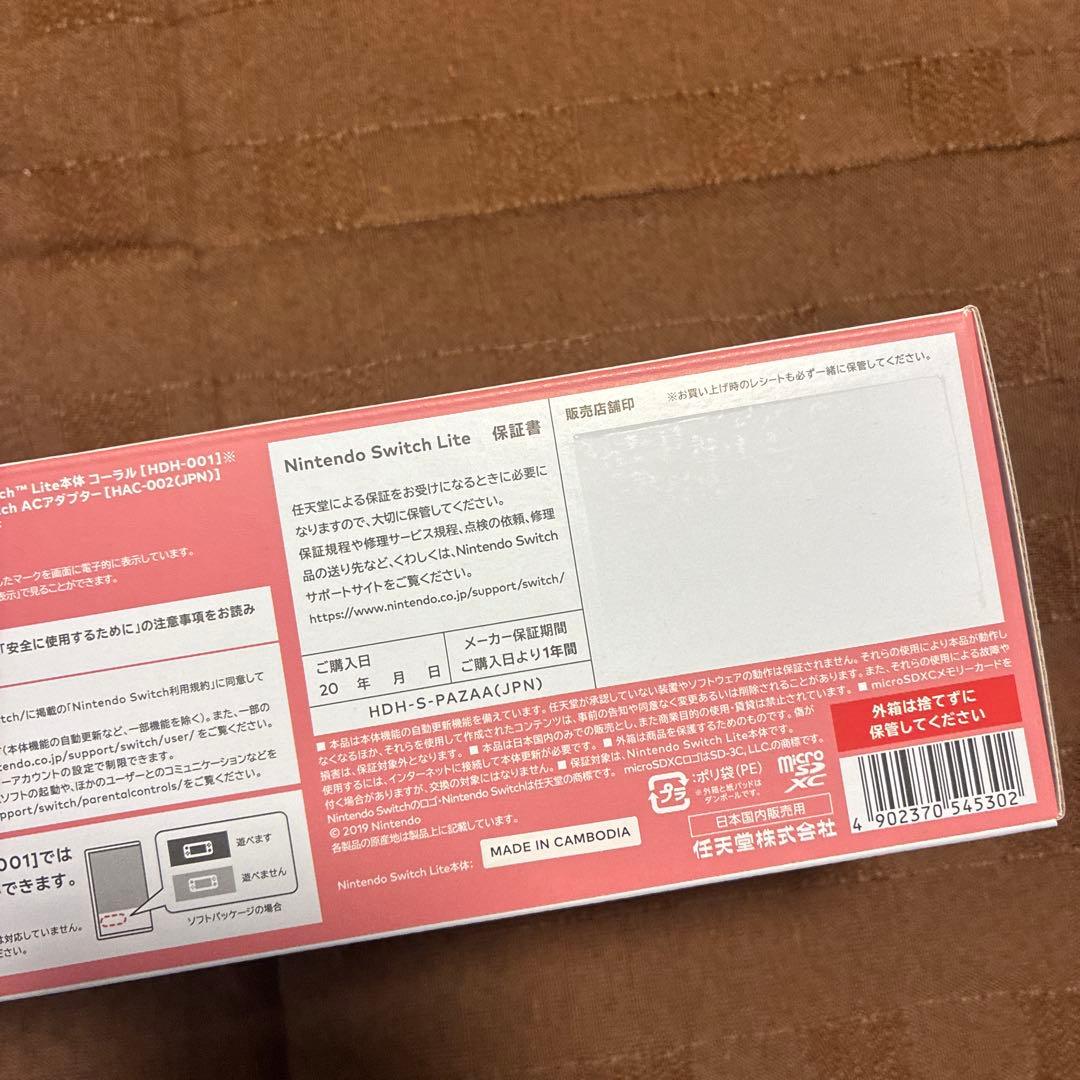 ch™ Lite本体 コーラル [HDH-001]※
ch ACアダプター [HAC-002(JPN)]
したマークを画面に電子的に表示しています。
表示」で見ることができます。
「安全に使用するために」の注意事項をお読み
tch/に掲載の「Nintendo Switch利用規約」に同意して
(本体機能の自動更新など、一部機能を除く)。また、一部の
ntendo.co.jp/support/switch/user/ をご覧ください。
ーアカウントの設定で制限できます。
ソフトの起動や、ほかのユーザーとのコミュニケーションなどを
pport/switch/parentalcontrols/をご覧ください。
001]では
できます。
は対応していません。
ださい。
遊べます
遊べません
ソフトパッケージの場合
Nintendo Switch Lite 保証書
任天堂による保証をお受けになるときに必要に
なりますので、大切に保管してください。
保証規程や修理サービス規程、点検の依頼、修理
品の送り先など、くわしくは、Nintendo Switch
サポートサイトをご覧ください。
https://www.nintendo.co.jp/support/switch/
ご購入日
20 年 月 日
メーカー保証期間
ご購入日より1年間
HDH-S-PAZAA(JPN)
販売店舗印
※お買い上げ時のレシートも必ず一緒に保管してください。
■ 本品は本体機能の自動更新機能を備えています。任天堂が承認していない装置やソフトウェアの動作は保証されません。それらの使用により本品が動作し
なくなるほか、それらを使用して作成されたコンテンツは、事前の告知や同意なく変更あるいは削除されることがあります。また、それらの使用による故障や
損害は、保証対象外となります。 ■ 本品は日本国内のみでの販売とし、また商業目的の使用・賃貸は禁止されています。 ■ microSDXCメモリーカードを
使用するには、インターネットに接続して本体更新が必要です。 ■ 外箱は商品を保護するためのものです。傷が
付く場合がありますが、交換の対象にはなりません。 ■ 保証対象は、Nintendo Switch Lite本体です。
Nintendo Switchのロゴ・Nintendo Switchは任天堂の商標です。 microSDXCロゴはSD-3C, LLC.の商標です。
© 2019 Nintendo
各製品の原産地は製品上に記載しています。
Nintendo Switch Lite本体:
MADE IN CAMBODIA
プラ
:ポリ袋(PE)
※外箱と紙パッドは
ダンボールです。
micro
SD
XC
日本国内販売用
任天堂株式会社
外箱は捨てずに
保管してください
4 902370 545302